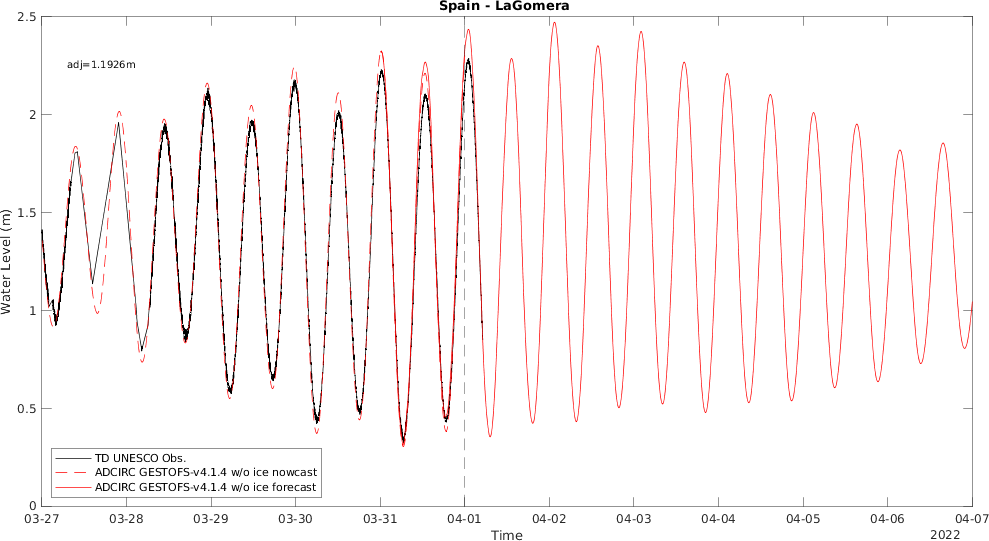 Spain - LaGomera
adj=1.1926m
Water Level (m)
2.5
2
1.5
1
0.5
0
TD UNESCO Obs.
ADCIRC GESTOFS-v4.1.4 w/o ice nowcast
ADCIRC GESTOFS-v4.1.4 w/o ice forecast
03-27 03-28 03-29 03-30 03-31 04-01 04-02 04-03 04-04 04-05 04-06 04-07
Time
2022